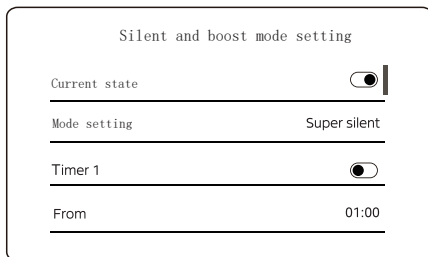 Silent and boost mode setting
Current state
Mode setting Super silent
Timer 1
From 01:00